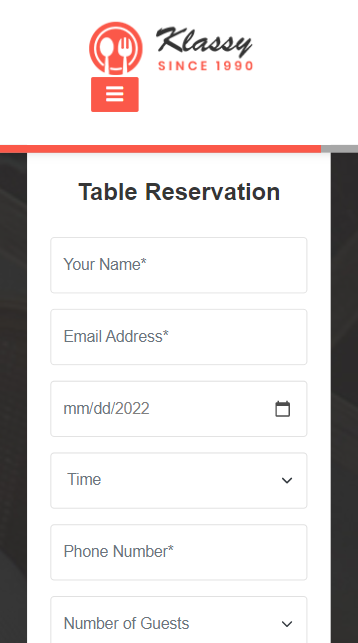 Klassy
SINCE 1990
Table Reservation
Your Name*
Email Address*
mm/dd/2022
Time
Phone Number*
Number of Guests